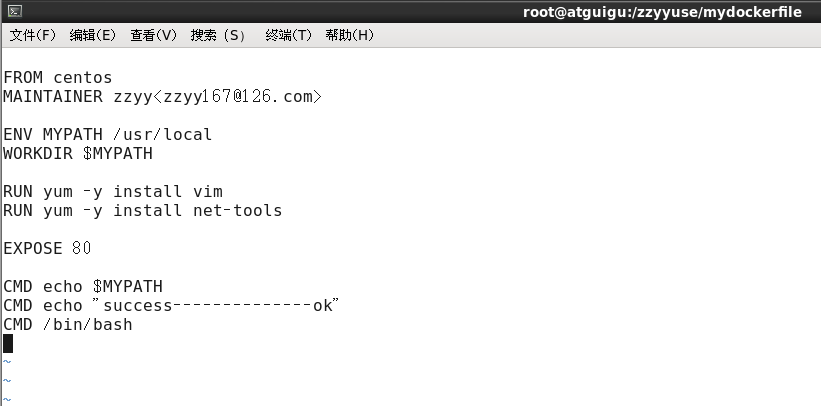 root@atguigu:/zzyyuse/mydockerfile
文件(F) 编辑(E) 查看(V) 搜索 (S) 终端(T) 帮助(H)
FROM centos
MAINTAINER zzyy<zzyy167@126.com>
ENV MYPATH /usr/local
WORKDIR $MYPATH
RUN yum -y install vim
RUN yum -y install net-tools
EXPOSE 80
CMD echo $MYPATH
CMD echo "success--------------ok"
CMD /bin/bash
~
~
~